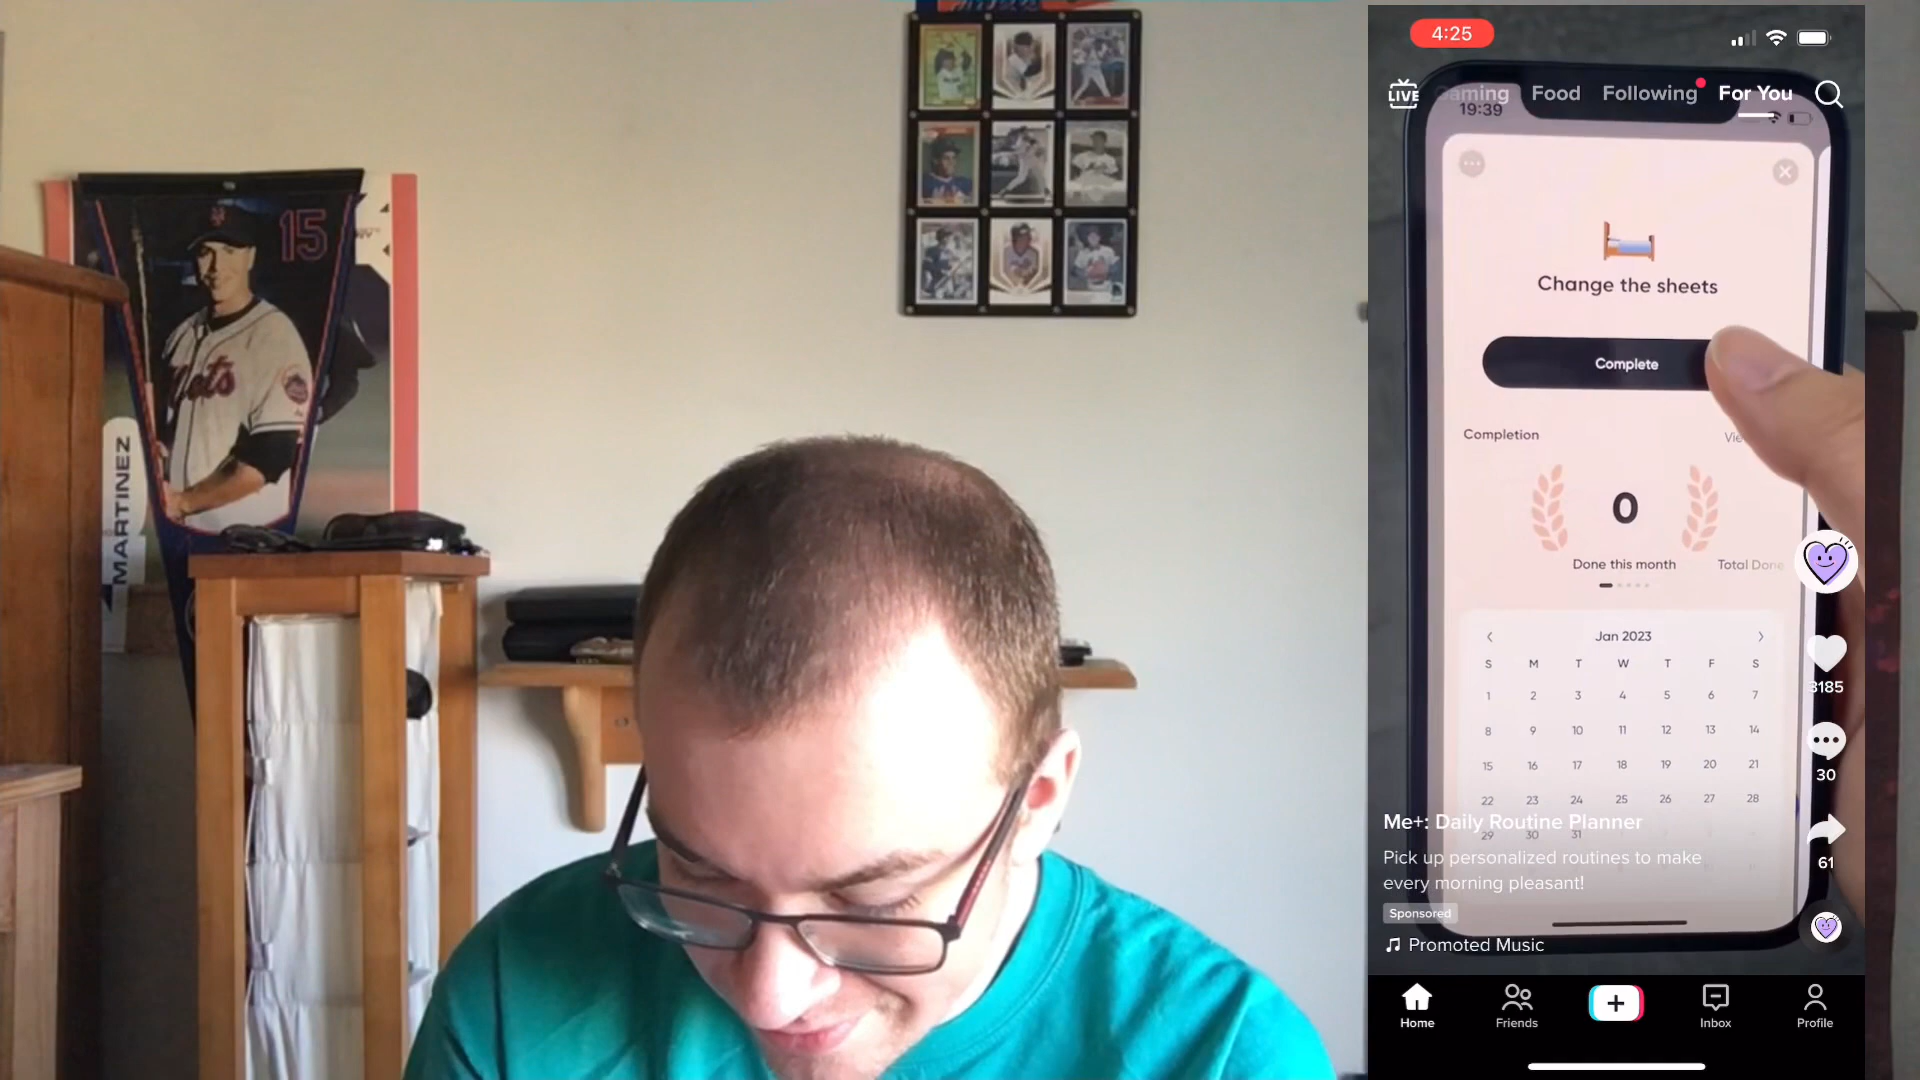 15
Mets
MARTINEZ
4:25
LIVE
Gaming
Food
Following
For You
19:39
Change the sheets
Complete
Completion
0
Done this month
Total Done
Jan 2023
S M T W T F S
1 2 3 4 5 6 7
8 9 10 11 12 13 14
15 16 17 18 19 20 21
22 23 24 25 26 27 28
29 30 31
3185
30
61
Me+: Daily Routine Planner
Pick up personalized routines to make
every morning pleasant!
Sponsored
Promoted Music
Home
Friends
Inbox
Profile